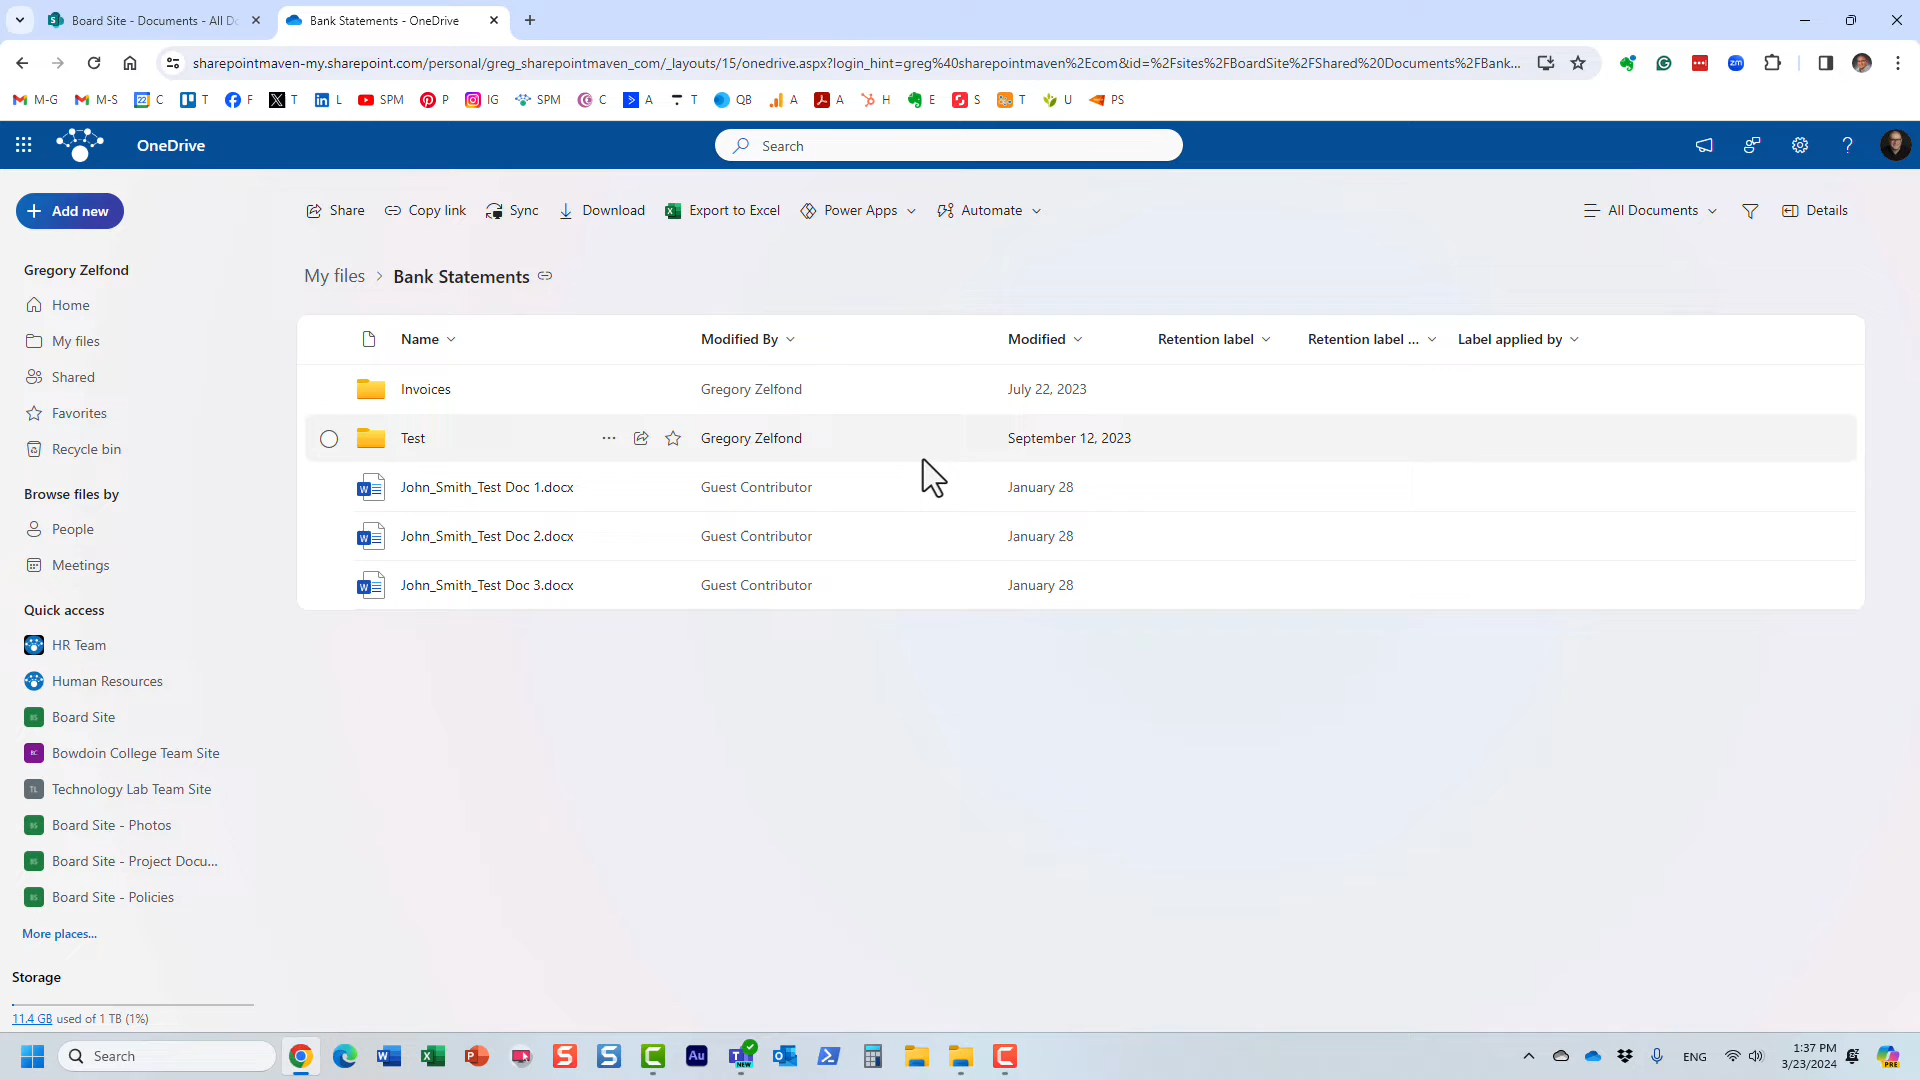 Board Site - Documents - All D
Bank Statements - OneDrive
sharepointmaven-my.sharepoint.com/personal/greg_sharepointmaven_com/_layouts/15/onedrive.aspx?login_hint=greg%40sharepointmaven%2Ecom&id=%2Fsites%2FBoardSite%2FShared%20Documents%2FBank...
M-G M-S 22 C T F T L SPM P IG SPM C A T QB A A H E S T U PS
OneDrive
Search
Add new
Share Copy link Sync Download Export to Excel Power Apps Automate All Documents Details
My files > Bank Statements
Gregory Zelfond
Home
My files
Shared
Favorites
Recycle bin
Browse files by
People
Meetings
Quick access
HR Team
Human Resources
BS Board Site
BC Bowdoin College Team Site
TL Technology Lab Team Site
BS Board Site - Photos
BS Board Site - Project Docu...
BS Board Site - Policies
More places...
Storage
11.4 GB used of 1 TB (1%)
Name Modified By Modified Retention label Retention label ... Label applied by
Invoices Gregory Zelfond July 22, 2023
Test Gregory Zelfond September 12, 2023
John_Smith_Test Doc 1.docx Guest Contributor January 28
John_Smith_Test Doc 2.docx Guest Contributor January 28
John_Smith_Test Doc 3.docx Guest Contributor January 28
Search
ENG
1:37 PM
3/23/2024